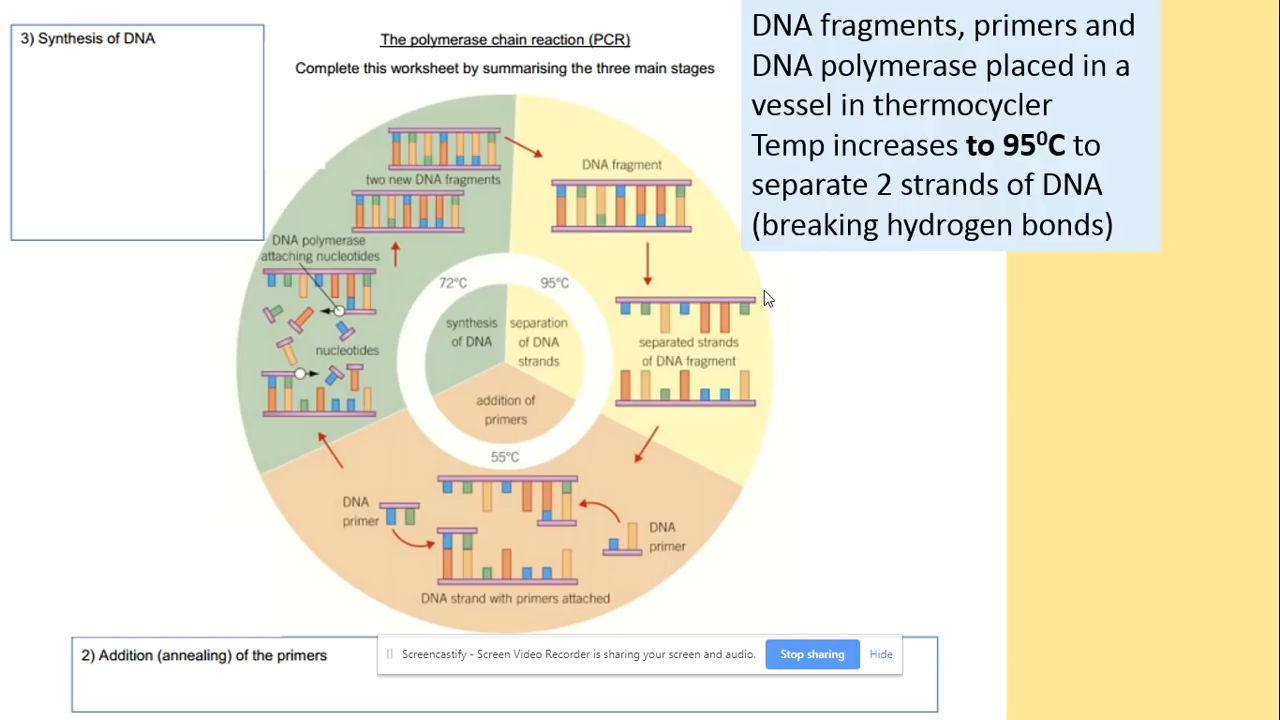 3) Synthesis of DNA
The polymerase chain reaction (PCR)
Complete this worksheet by summarising the three main stages
DNA fragments, primers and
DNA polymerase placed in a
vessel in thermocycler
Temp increases to 95⁰C to
separate 2 strands of DNA
(breaking hydrogen bonds)
two new DNA fragments
DNA fragment
DNA polymerase
attaching nucleotides
nucleotides
72°C
95°C
synthesis
of DNA
separation
of DNA
strands
addition of
primers
55°C
separated strands
of DNA fragment
DNA
primer
DNA
primer
DNA strand with primers attached
2) Addition (annealing) of the primers
Screencastify - Screen Video Recorder is sharing your screen and audio.
Stop sharing
Hide